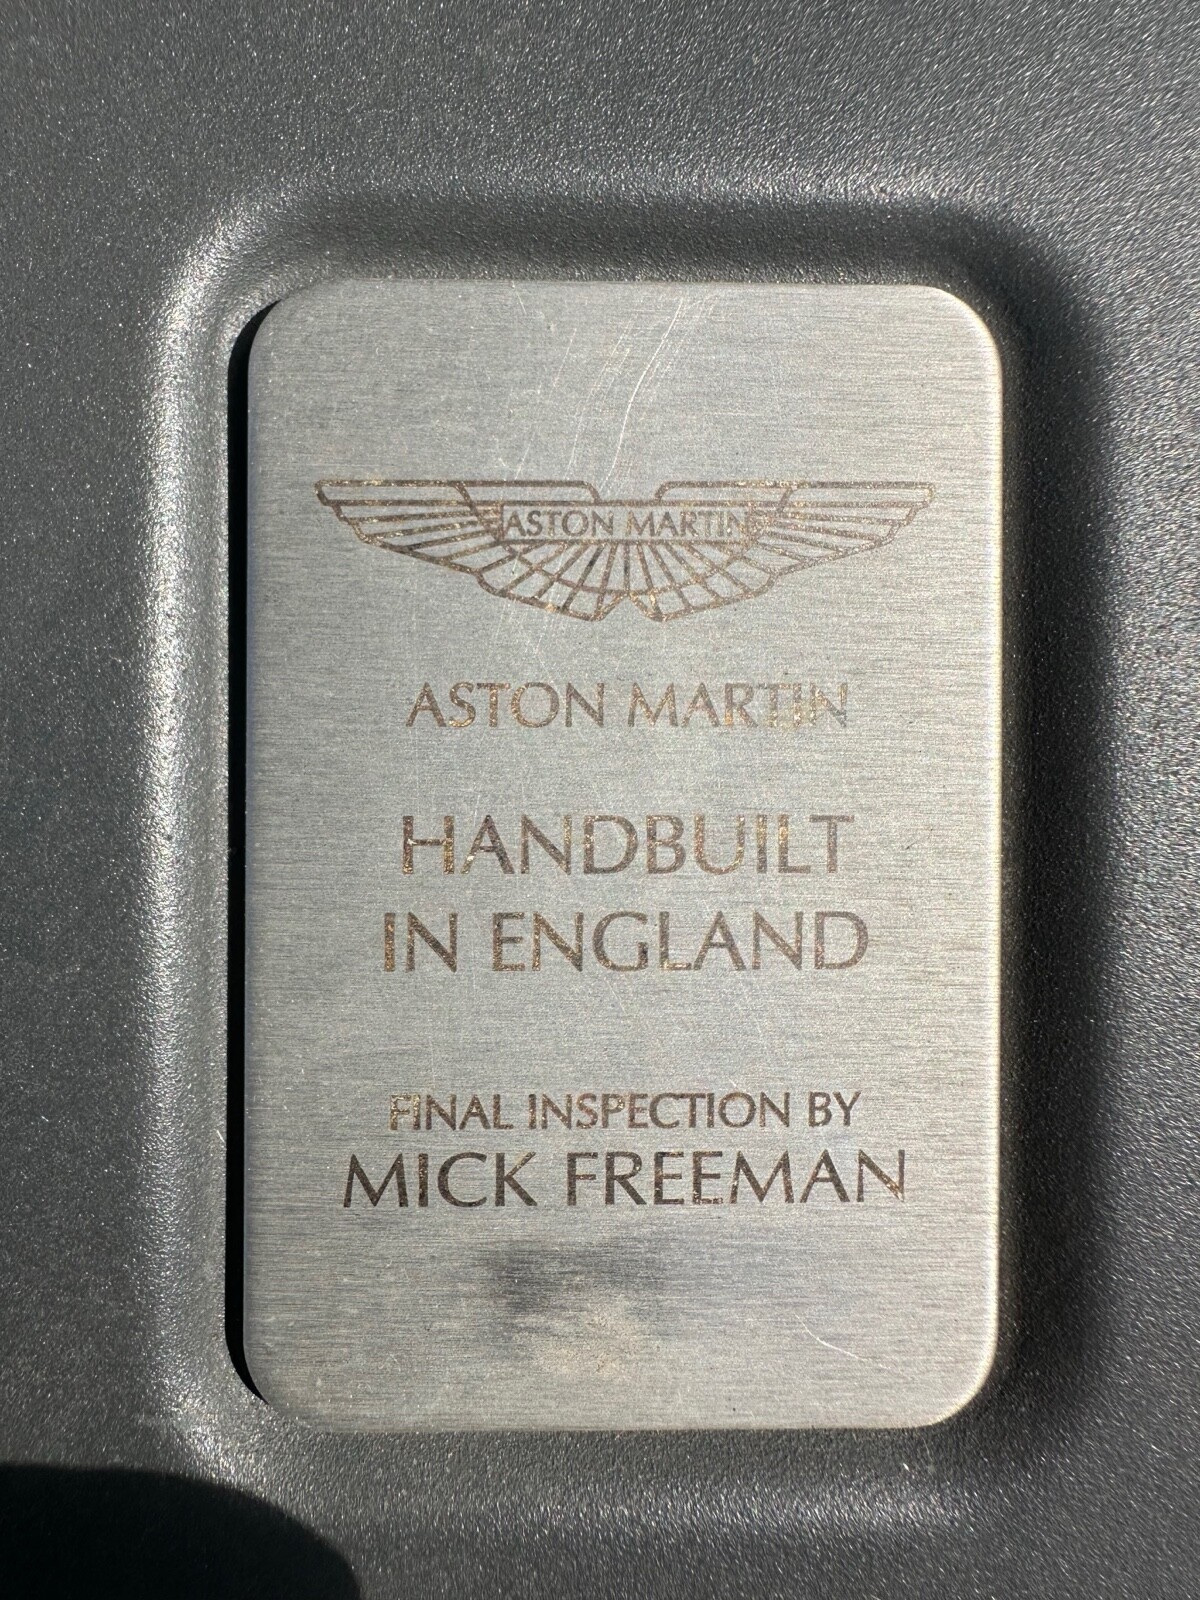 ASTON MARTIN
ASTON MARTIN
HANDBUILT
IN ENGLAND
FINAL INSPECTION BY
MICK FREEMAN